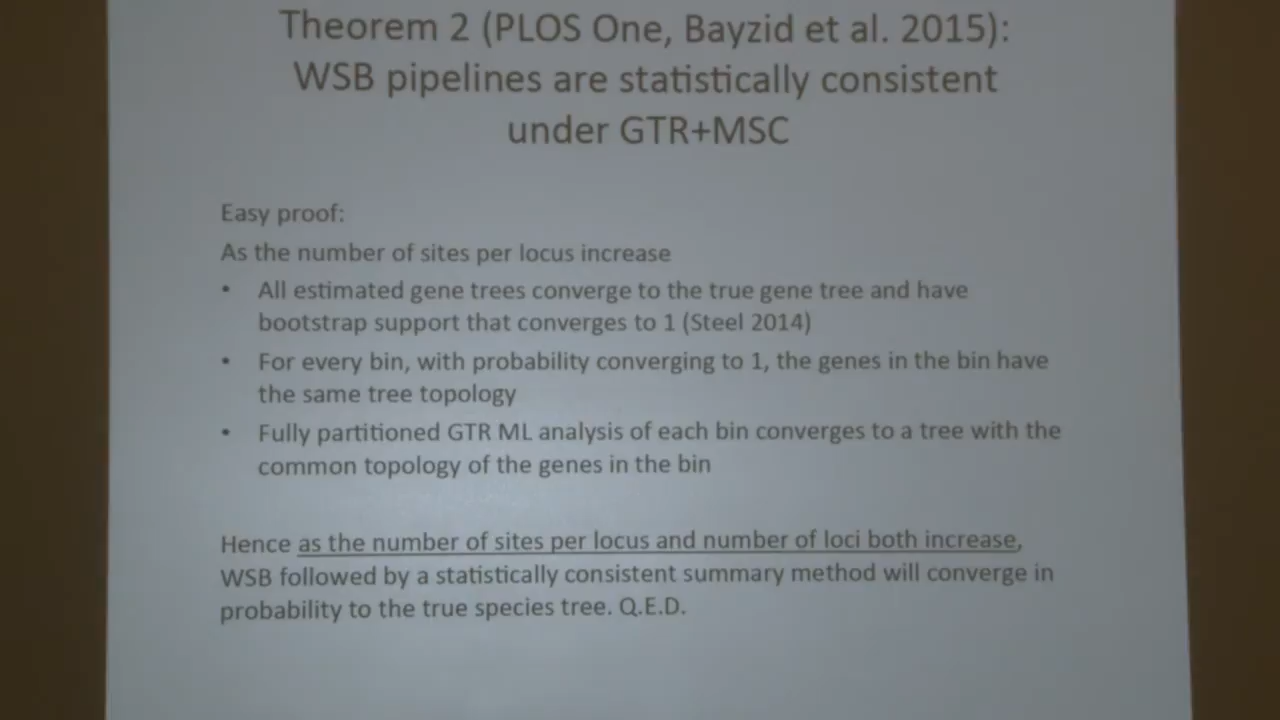 Theorem 2 (PLOS One, Bayzid et al. 2015):
WSB pipelines are statistically consistent
under GTR+MSC
Easy proof:
As the number of sites per locus increase
• All estimated gene trees converge to the true gene tree and have
bootstrap support that converges to 1 (Steel 2014)
• For every bin, with probability converging to 1, the genes in the bin have
the same tree topology
• Fully partitioned GTR ML analysis of each bin converges to a tree with the
common topology of the genes in the bin
Hence as the number of sites per locus and number of loci both increase,
WSB followed by a statistically consistent summary method will converge in
probability to the true species tree. Q.E.D.